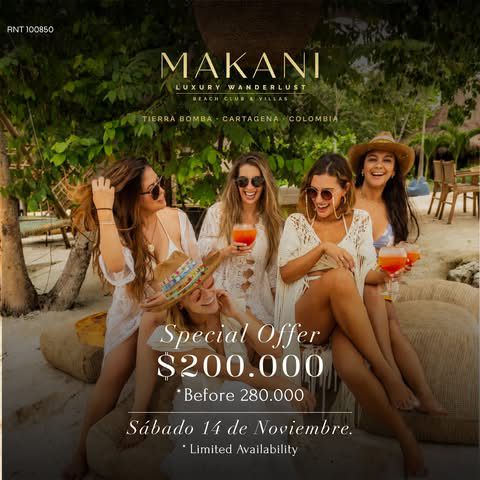 RNT 100850
MAKANI
LUXURY WANDERLUST
BEACH CLUB & VILLAS
TIERRA BOMBA · CARTAGENA · COLOMBIA
Special Offer
$200.000
*Before 280.000
Sábado 14 de Noviembre.
* Limited Availability